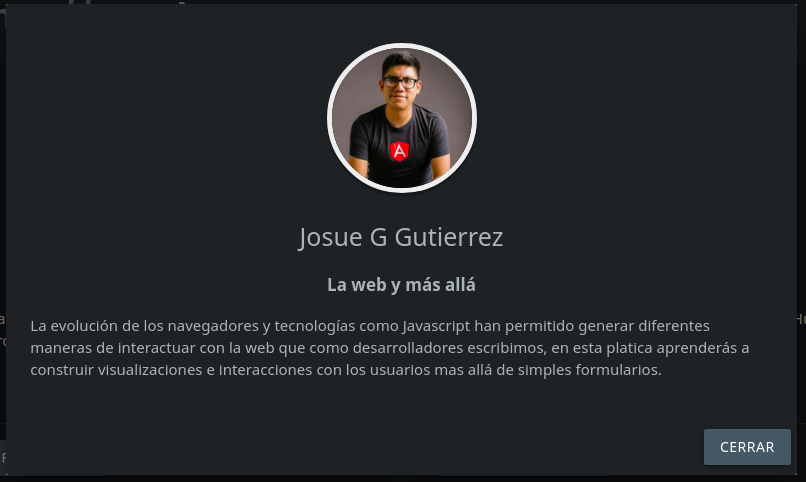 Josue G Gutierrez
La web y más allá
La evolución de los navegadores y tecnologías como Javascript han permitido generar diferentes
maneras de interactuar con la web que como desarrolladores escribimos, en esta platica aprenderás a
construir visualizaciones e interacciones con los usuarios mas allá de simples formularios.
CERRAR